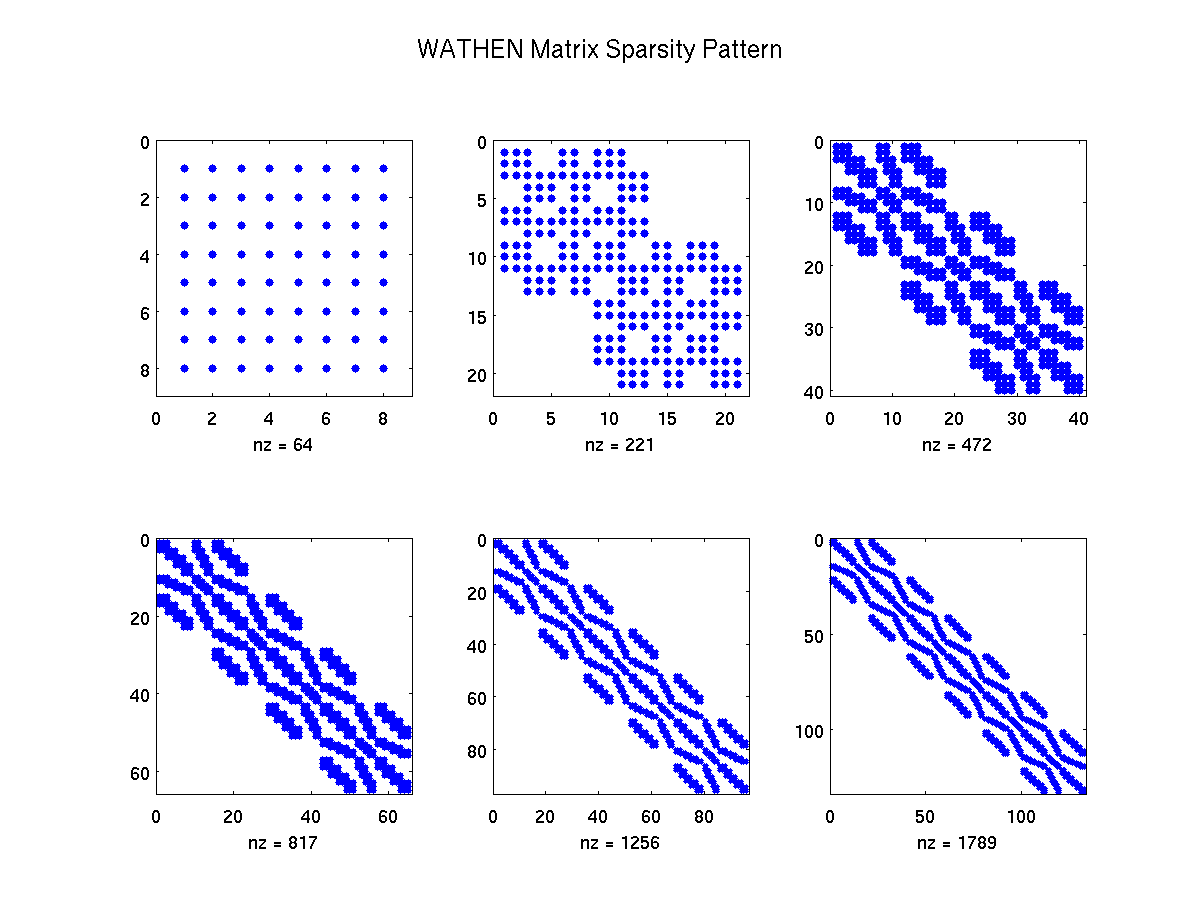 WATHEN Matrix Sparsity Pattern
0
2
4
6
8
0 2 4 6 8
nz = 64
0
5
10
15
20
0 5 10 15 20
nz = 221
0
10
20
30
40
0 10 20 30 40
nz = 472
0
20
40
60
0 20 40 60
nz = 817
0
20
40
60
80
0 20 40 60 80
nz = 1256
0
50
100
0 50 100
nz = 1789